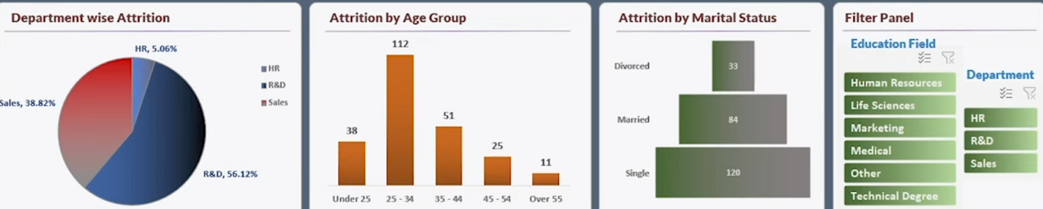 Department wise Attrition
HR, 5.06%
HR
R&D
Sales
Sales, 38.82%
R&D, 56.12%
Attrition by Age Group
112
51
38
25
11
Under 25
25 - 34
35 - 44
45 - 54
Over 55
Attrition by Marital Status
Divorced
33
Married
84
Single
120
Filter Panel
Education Field
Human Resources
Life Sciences
Marketing
Medical
Other
Technical Degree
Department
HR
R&D
Sales